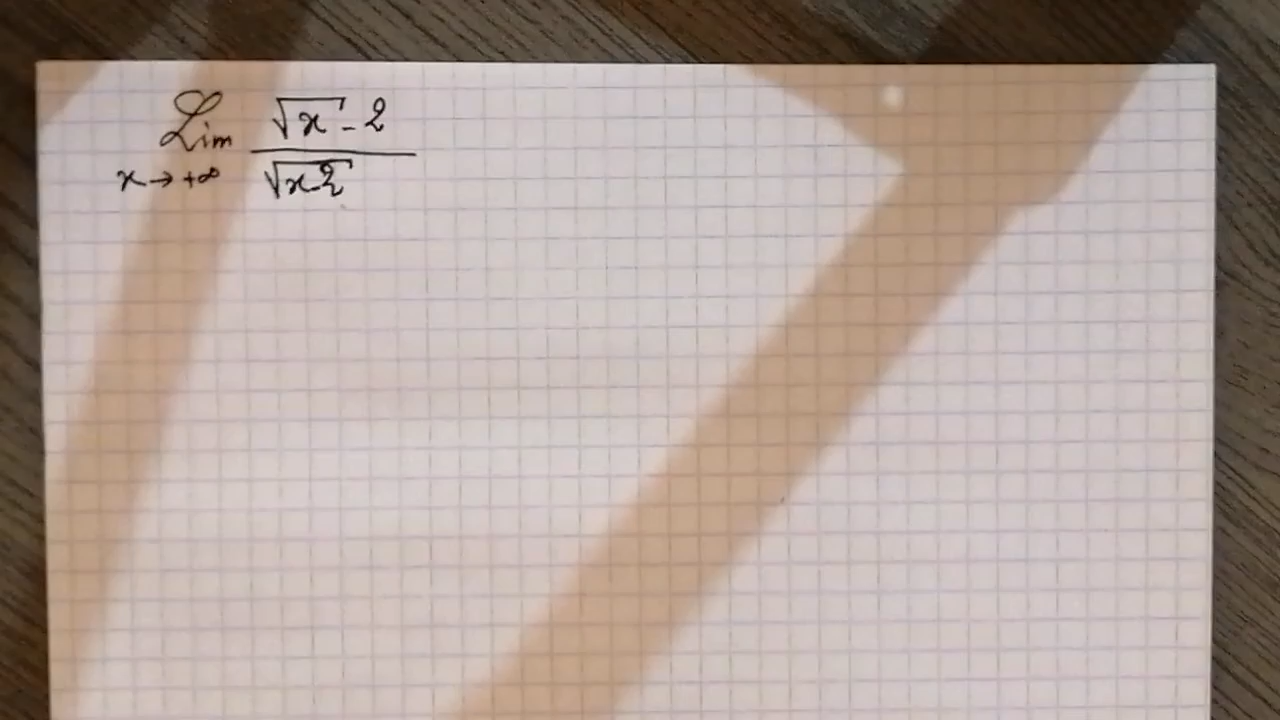 Lim √x - 2
x → +∞ √x-2